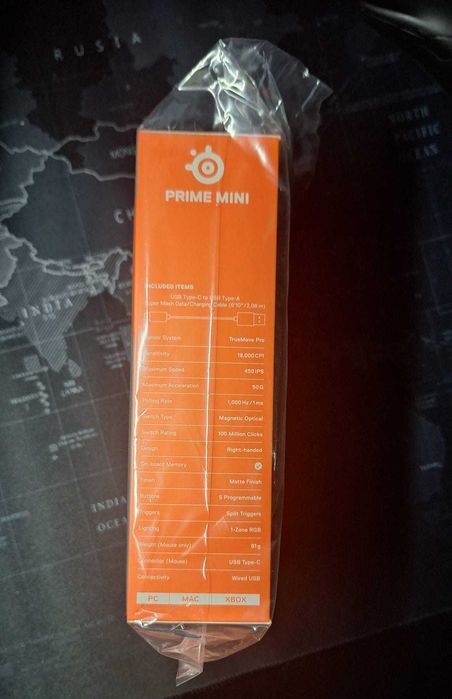 RUSIA
NORTH
PACIFIC
OCEAN
CH
INDIA
INDIA
OCEA
PRIME MINI
INCLUDED ITEMS
USB Type-C to USB Type-A
Super Mesh Data/Charging Cable (6'10"/2,08 m)
Sensor System TrueMove Pro
Sensitivity 18,000 CPI
Maximum Speed 450 IPS
Maximum Acceleration 50 G
Polling Rate 1,000 Hz/1 ms
Switch Type Magnetic Optical
Switch Rating 100 Million Clicks
Design Right-handed
On-board Memory
Finish Matte Finish
Buttons 5 Programmable
Triggers Split Triggers
Lighting 1-Zone RGB
Weight (Mouse only) 61g
Connector (Mouse) USB Type-C
Connectivity Wired USB
PC MAC XBOX